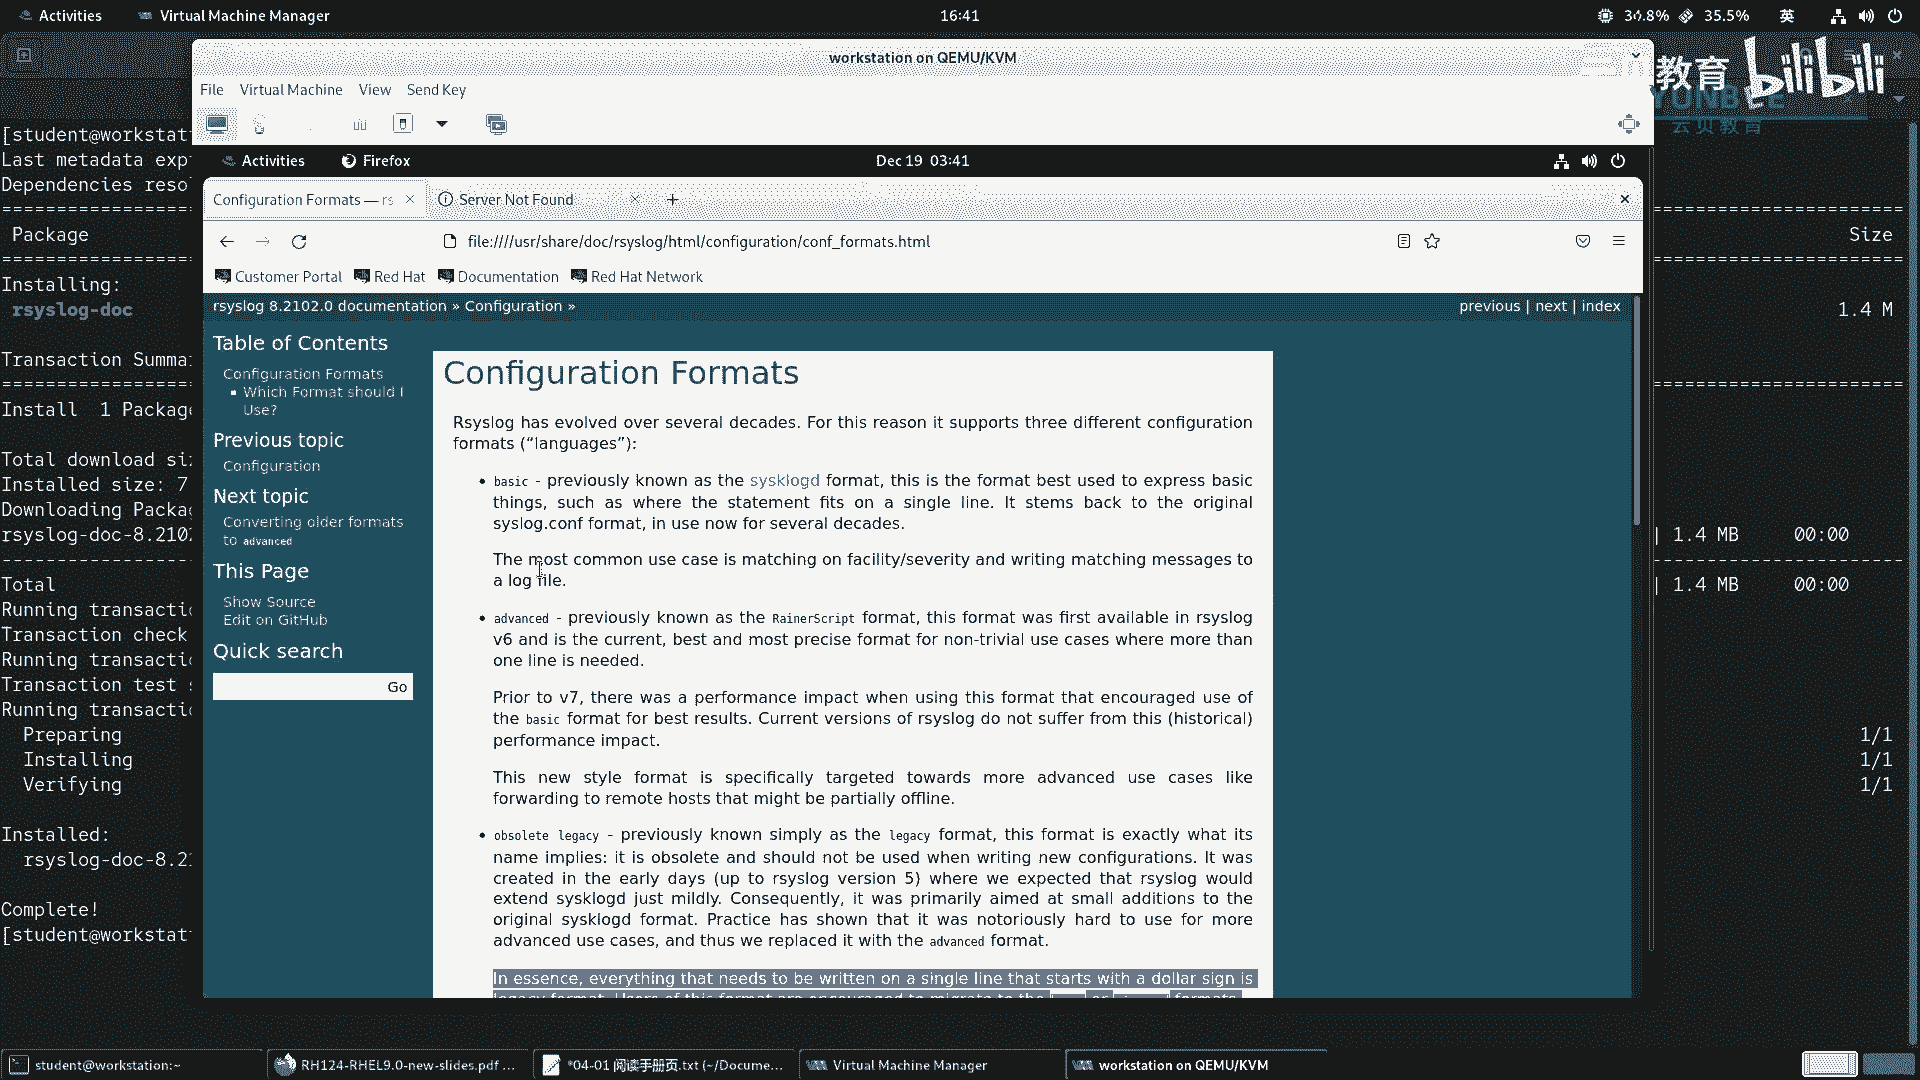 Activities
Virtual Machine Manager
16:41
34.8%
35.5%
英
workstation on QEMU/KVM
教育 bilibili
YUNBEE
云贝教育
File Virtual Machine View Send Key
Activities Firefox Dec 19 03:41
Configuration Formats — rs
Server Not Found
file:////usr/share/doc/rsyslog/html/configuration/conf_formats.html
Customer Portal Red Hat Documentation Red Hat Network
rsyslog 8.2102.0 documentation » Configuration »
previous | next | index
Table of Contents
Configuration Formats
Which Format should I
Use?
Previous topic
Configuration
Next topic
Converting older formats
to advanced
This Page
Show Source
Edit on GitHub
Quick search
Go
Configuration Formats
Rsyslog has evolved over several decades. For this reason it supports three different configuration
formats (“languages”):
basic - previously known as the sysklogd format, this is the format best used to express basic
things, such as where the statement fits on a single line. It stems back to the original
syslog.conf format, in use now for several decades.
The most common use case is matching on facility/severity and writing matching messages to
a log file.
advanced - previously known as the RainerScript format, this format was first available in rsyslog
v6 and is the current, best and most precise format for non-trivial use cases where more than
one line is needed.
Prior to v7, there was a performance impact when using this format that encouraged use of
the basic format for best results. Current versions of rsyslog do not suffer from this (historical)
performance impact.
This new style format is specifically targeted towards more advanced use cases like
forwarding to remote hosts that might be partially offline.
obsolete legacy - previously known simply as the legacy format, this format is exactly what its
name implies: it is obsolete and should not be used when writing new configurations. It was
created in the early days (up to rsyslog version 5) where we expected that rsyslog would
extend sysklogd just mildly. Consequently, it was primarily aimed at small additions to the
original sysklogd format. Practice has shown that it was notoriously hard to use for more
advanced use cases, and thus we replaced it with the advanced format.
In essence, everything that needs to be written on a single line that starts with a dollar sign is
[student@workstat
Last metadata exp
Dependencies reso
Package
Size
Installing:
rsyslog-doc
1.4 M
Transaction Summa
Install  1 Package
Total download si
Installed size: 7
Downloading Packa
rsyslog-doc-8.210
| 1.4 MB     00:00
Total
| 1.4 MB     00:00
Running transacti
Transaction check
Running transacti
Transaction test s
Running transacti
Preparing
1/1
Installing
1/1
Verifying
1/1
Installed:
rsyslog-doc-8.2
Complete!
[student@workstat
student@workstation:~
RH124-RHEL9.0-new-slides.pdf ...
*04-01 阅读手册页.txt (~/Docume...
Virtual Machine Manager
workstation on QEMU/KVM